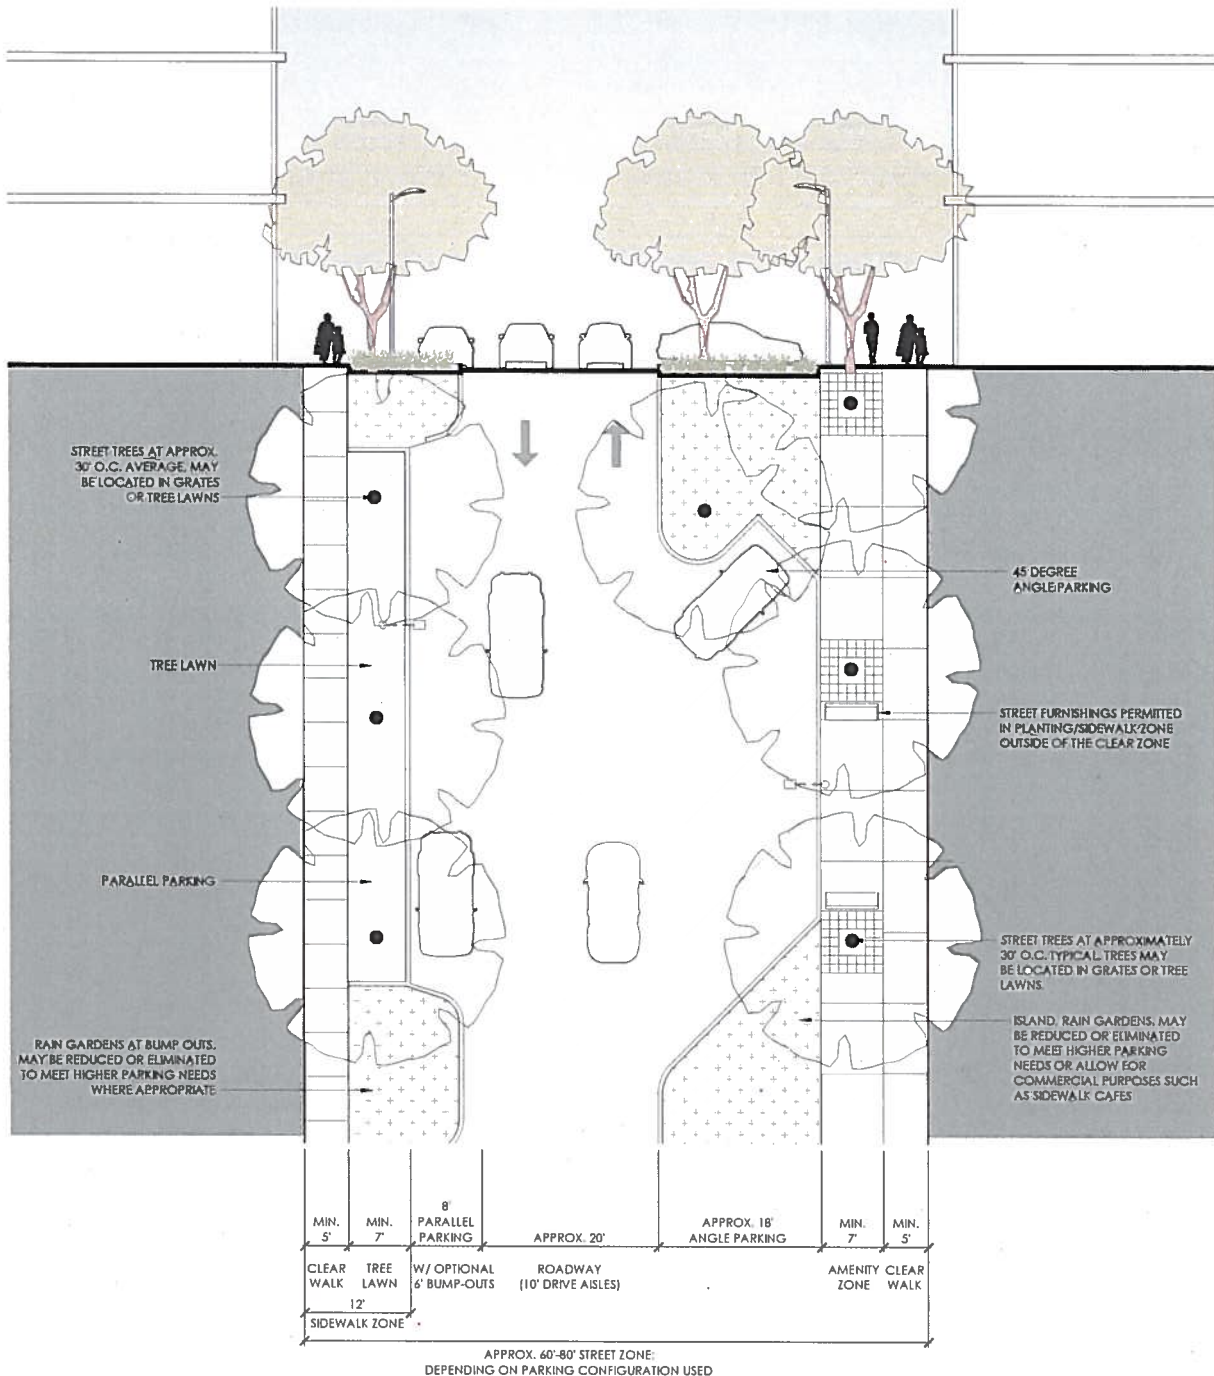 STREET TREES AT APPROX.
30' O.C. AVERAGE, MAY
BE LOCATED IN GRATES
OR TREE LAWNS
TREE LAWN
PARALLEL PARKING
RAIN GARDENS AT BUMP OUTS.
MAY BE REDUCED OR ELIMINATED
TO MEET HIGHER PARKING NEEDS
WHERE APPROPRIATE
45 DEGREE
ANGLE PARKING
STREET FURNISHINGS PERMITTED
IN PLANTING/SIDEWALK ZONE
OUTSIDE OF THE CLEAR ZONE
STREET TREES AT APPROXIMATELY
30' O.C. TYPICAL. TREES MAY
BE LOCATED IN GRATES OR TREE
LAWNS.
ISLAND, RAIN GARDENS, MAY
BE REDUCED OR ELIMINATED
TO MEET HIGHER PARKING
NEEDS OR ALLOW FOR
COMMERCIAL PURPOSES SUCH
AS SIDEWALK CAFES
MIN.
5'
MIN.
7'
8'
PARALLEL
PARKING
APPROX. 20'
APPROX. 18'
ANGLE PARKING
MIN.
7'
MIN.
5'
CLEAR
WALK
TREE
LAWN
W/ OPTIONAL
6' BUMP-OUTS
ROADWAY
(10' DRIVE AISLES)
AMENITY
ZONE
CLEAR
WALK
12'
SIDEWALK ZONE
APPROX. 60'-80' STREET ZONE;
DEPENDING ON PARKING CONFIGURATION USED